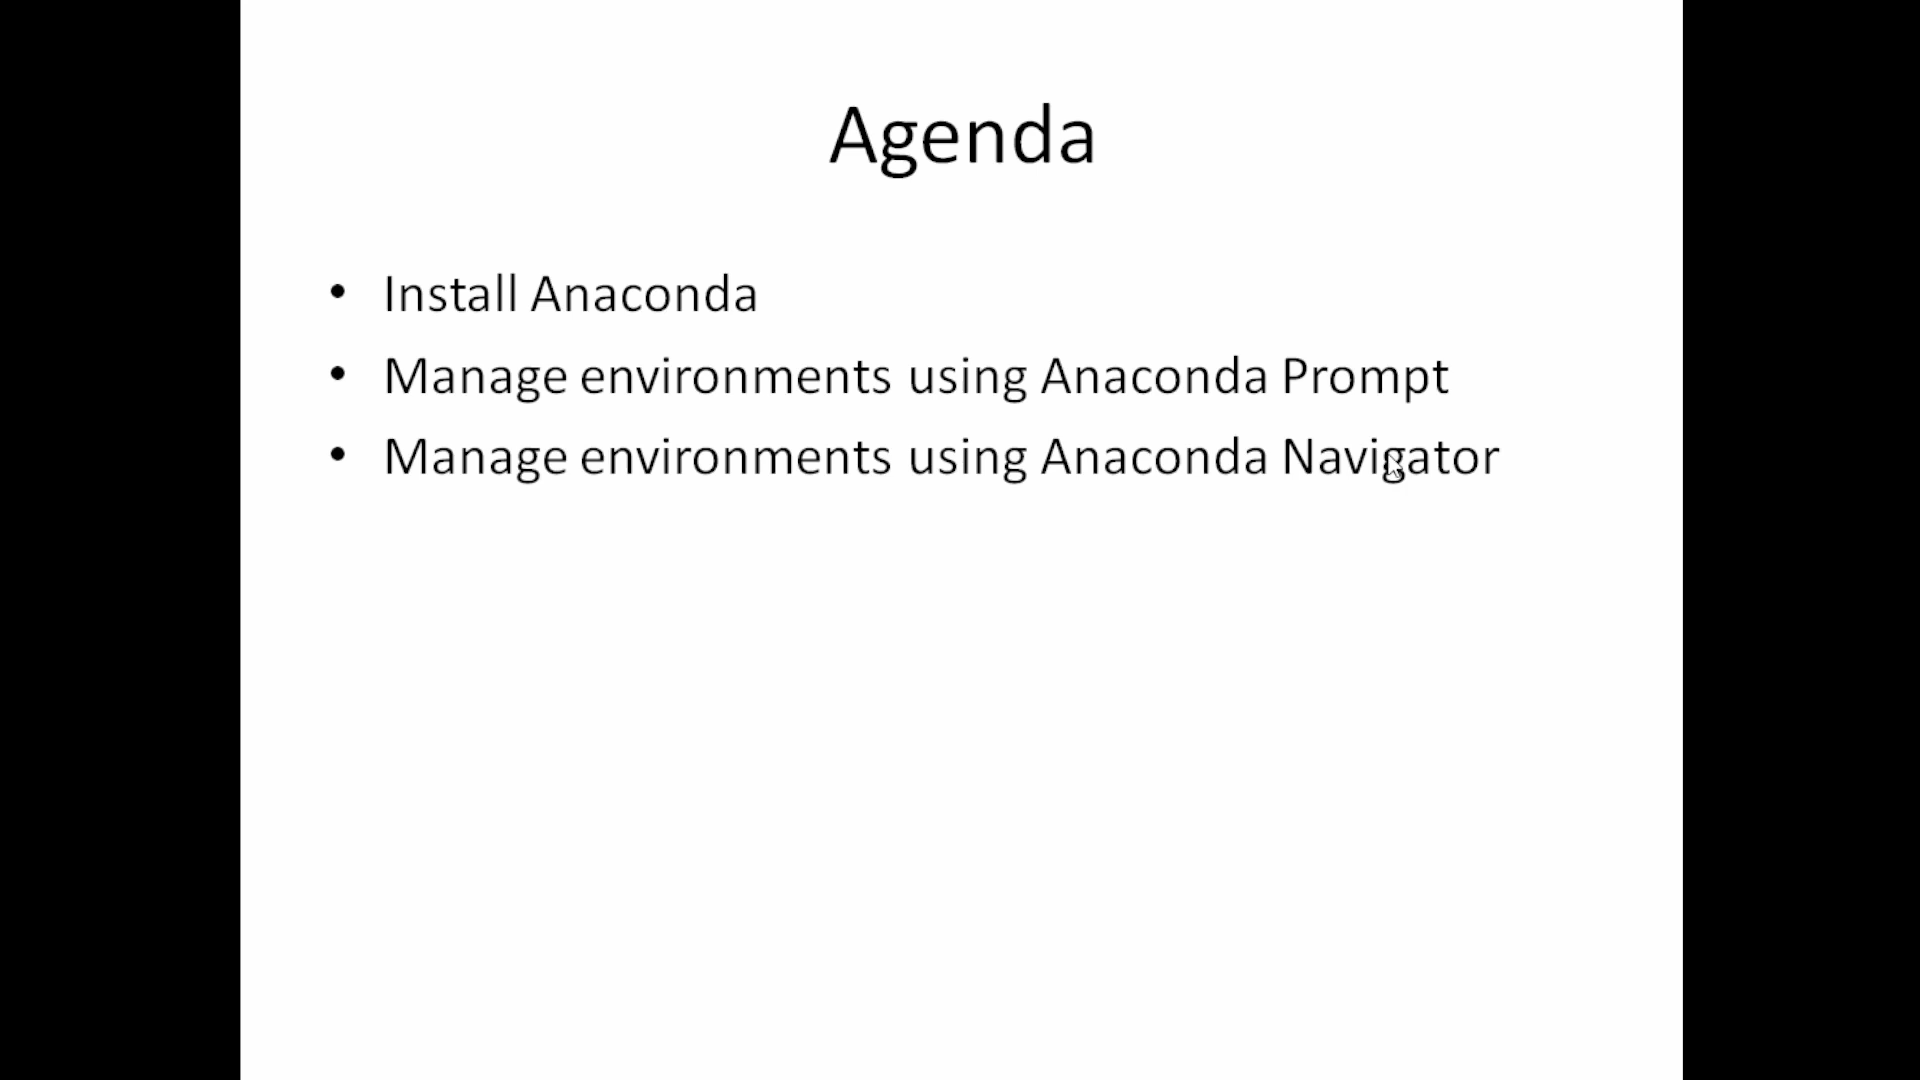 Agenda
• Install Anaconda
• Manage environments using Anaconda Prompt
• Manage environments using Anaconda Navigator